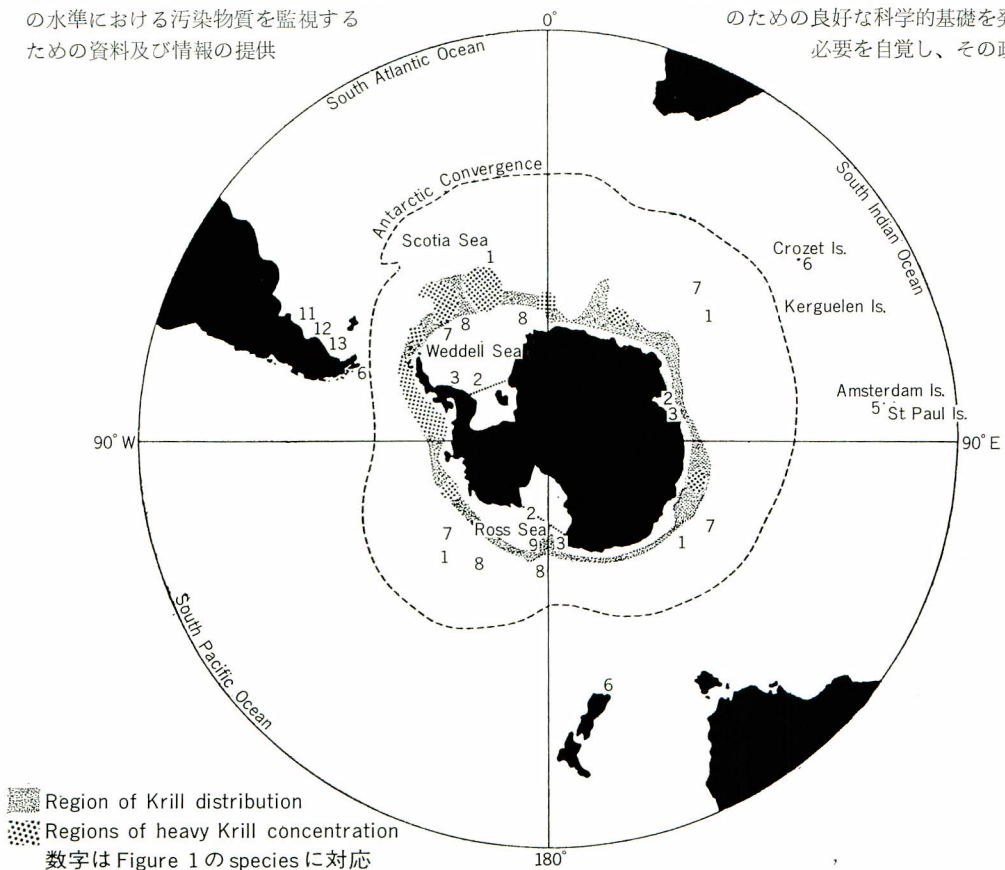 の水準における汚染物質を監視する
ための資料及び情報の提供
のための良好な科学的基礎を
必要を自覚し、その
0°
South Atlantic Ocean
Antarctic Convergence
South Indian Ocean
Scotia Sea
1
Crozet Is.
6
7
Kerguelen Is.
1
8
8
7
11
12
13
6
Weddell Sea
3
2
Amsterdam Is.
5
St Paul Is.
2
3
90°W
90°E
2
Ross Sea
9
3
7
1
8
8
7
1
South Pacific Ocean
6
Region of Krill distribution
Regions of heavy Krill concentration
数字は Figure 1 の species に対応
180°